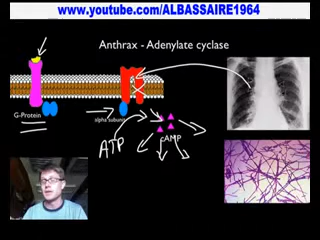 www.youtube.com/ALBASSAIRE1964
Anthrax - Adenylate cyclase
G-Protein
alpha subunit
ATP
cAMP